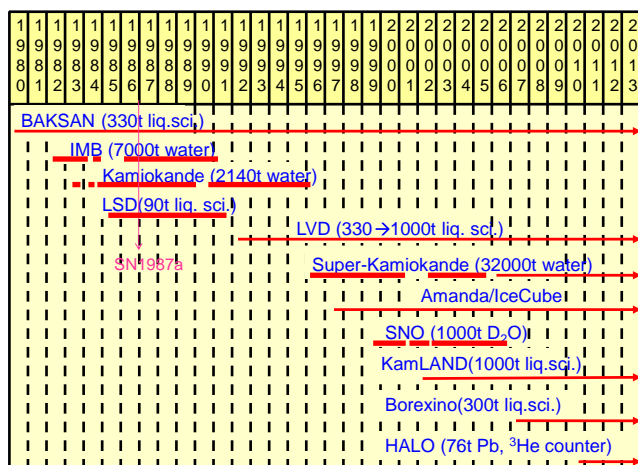 1980 1981 1982 1983 1984 1985 1986 1987 1988 1989 1990 1991 1992 1993 1994 1995 1996 1997 1998 1999 2000 2001 2002 2003 2004 2005 2006 2007 2008 2009 2010 2011 2012 2013
BAKSAN (330t liq.sci.)
IMB (7000t water)
Kamiokande (2140t water)
LSD(90t liq. sci.)
LVD (330→1000t liq. sci.)
SN1987a
Super-Kamiokande (32000t water)
Amanda/IceCube
SNO (1000t D₂O)
KamLAND(1000t liq.sci.)
Borexino(300t liq.sci.)
HALO (76t Pb, ³He counter)